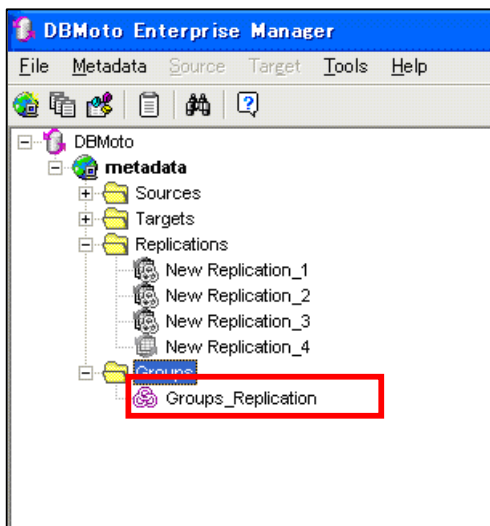 DBMoto Enterprise Manager
File Metadata Source Target Tools Help
DBMoto
metadata
Sources
Targets
Replications
New Replication_1
New Replication_2
New Replication_3
New Replication_4
Groups
Groups_Replication